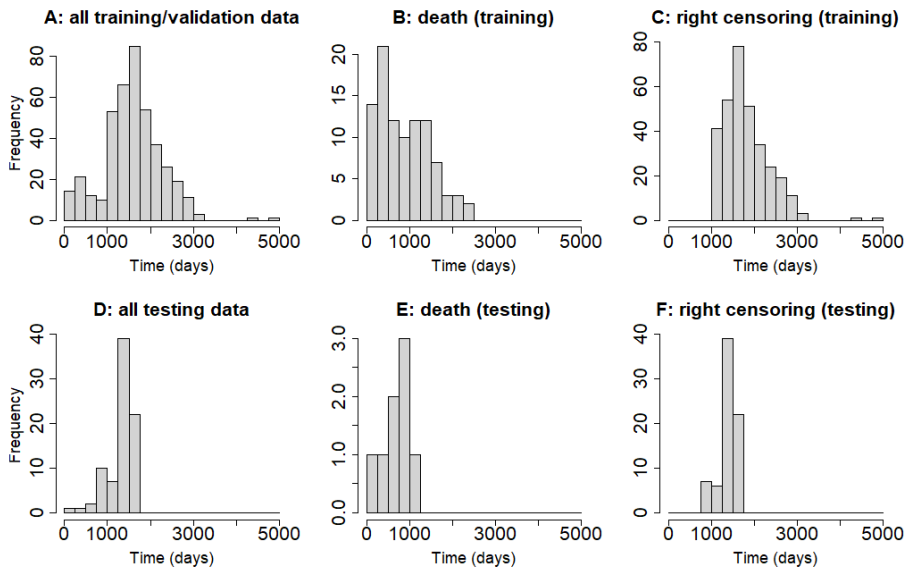 A: all training/validation data
B: death (training)
C: right censoring (training)
Frequency
80
60
40
20
0
0 1000 3000 5000
Time (days)
20
15
10
5
0
0 1000 3000 5000
Time (days)
80
60
40
20
0
0 1000 3000 5000
Time (days)
D: all testing data
E: death (testing)
F: right censoring (testing)
Frequency
40
30
20
10
0
0 1000 3000 5000
Time (days)
3.0
2.0
1.0
0.0
0 1000 3000 5000
Time (days)
40
30
20
10
0
0 1000 3000 5000
Time (days)